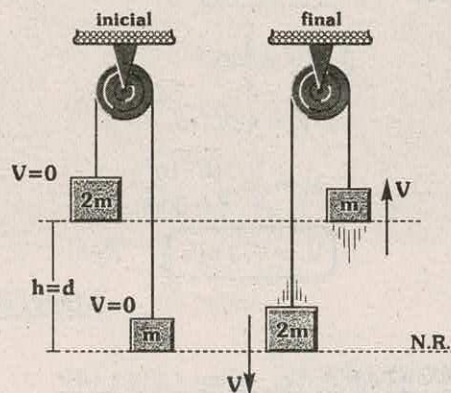 inicial
final
V=0
2m
m
V
h=d
V=0
m
2m
N.R.
V